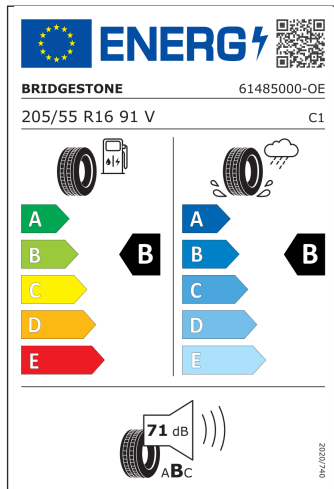 ENERG
BRIDGESTONE 61485000-OE
205/55 R16 91 V C1
A A
B B B B
C C
D D
E E
71 dB
ABC
2020/740